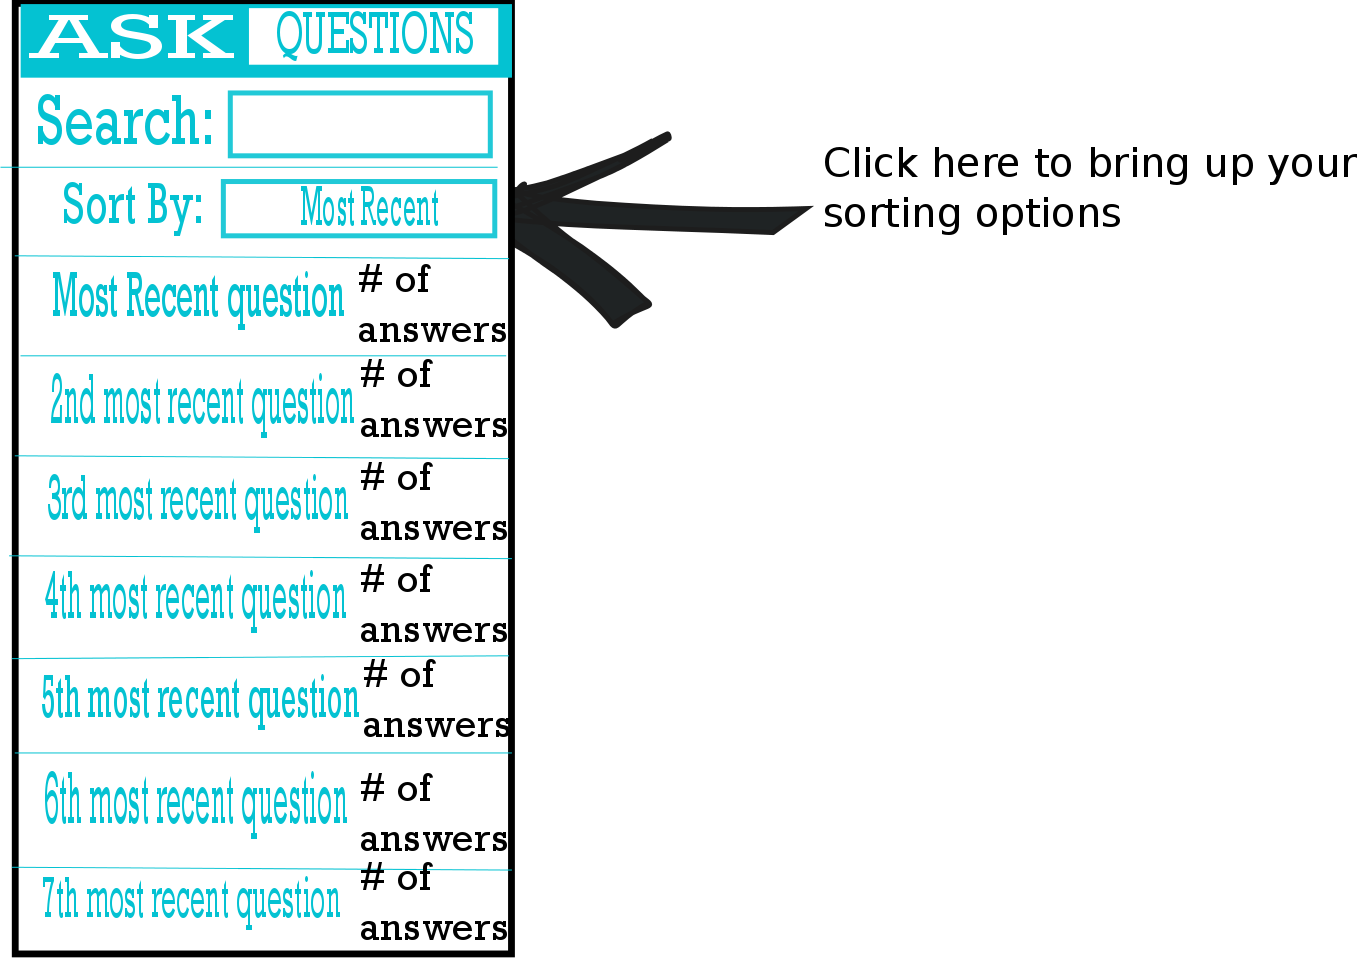 ASK QUESTIONS
Search:
Sort By: Most Recent
Click here to bring up your
sorting options
Most Recent question
# of
answers
2nd most recent question
# of
answers
3rd most recent question
# of
answers
4th most recent question
# of
answers
5th most recent question
# of
answers
6th most recent question
# of
answers
7th most recent question
# of
answers